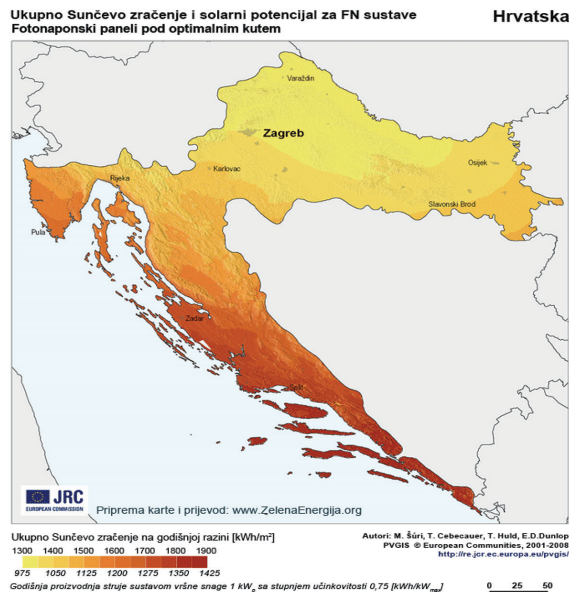 Ukupno Sunčevo zračenje i solarni potencijal za FN sustave
Fotonaponski paneli pod optimalnim kutem
Hrvatska
Varaždin
Zagreb
Osijek
Karlovac
Rijeka
Slavonski Brod
Pula
Zadar
Split
JRC
EUROPEAN COMMISSION
Priprema karte i prijevod: www.ZelenaEnergija.org
Ukupno Sunčevo zračenje na godišnjoj razini [kWh/m²]
1300 1400 1500 1600 1700 1800 1900
975 1050 1125 1200 1275 1350 1425
Godišnja proizvodnja struje sustavom vršne snage 1 kWp sa stupnjem učinkovitosti 0,75 [kWh/kWmax]
Autori: M. Šúri, T. Cebecauer, T. Huld, E.D.Dunlop
PVGIS © European Communities, 2001-2008
http://re.jrc.ec.europa.eu/pvgis/
0 25 50